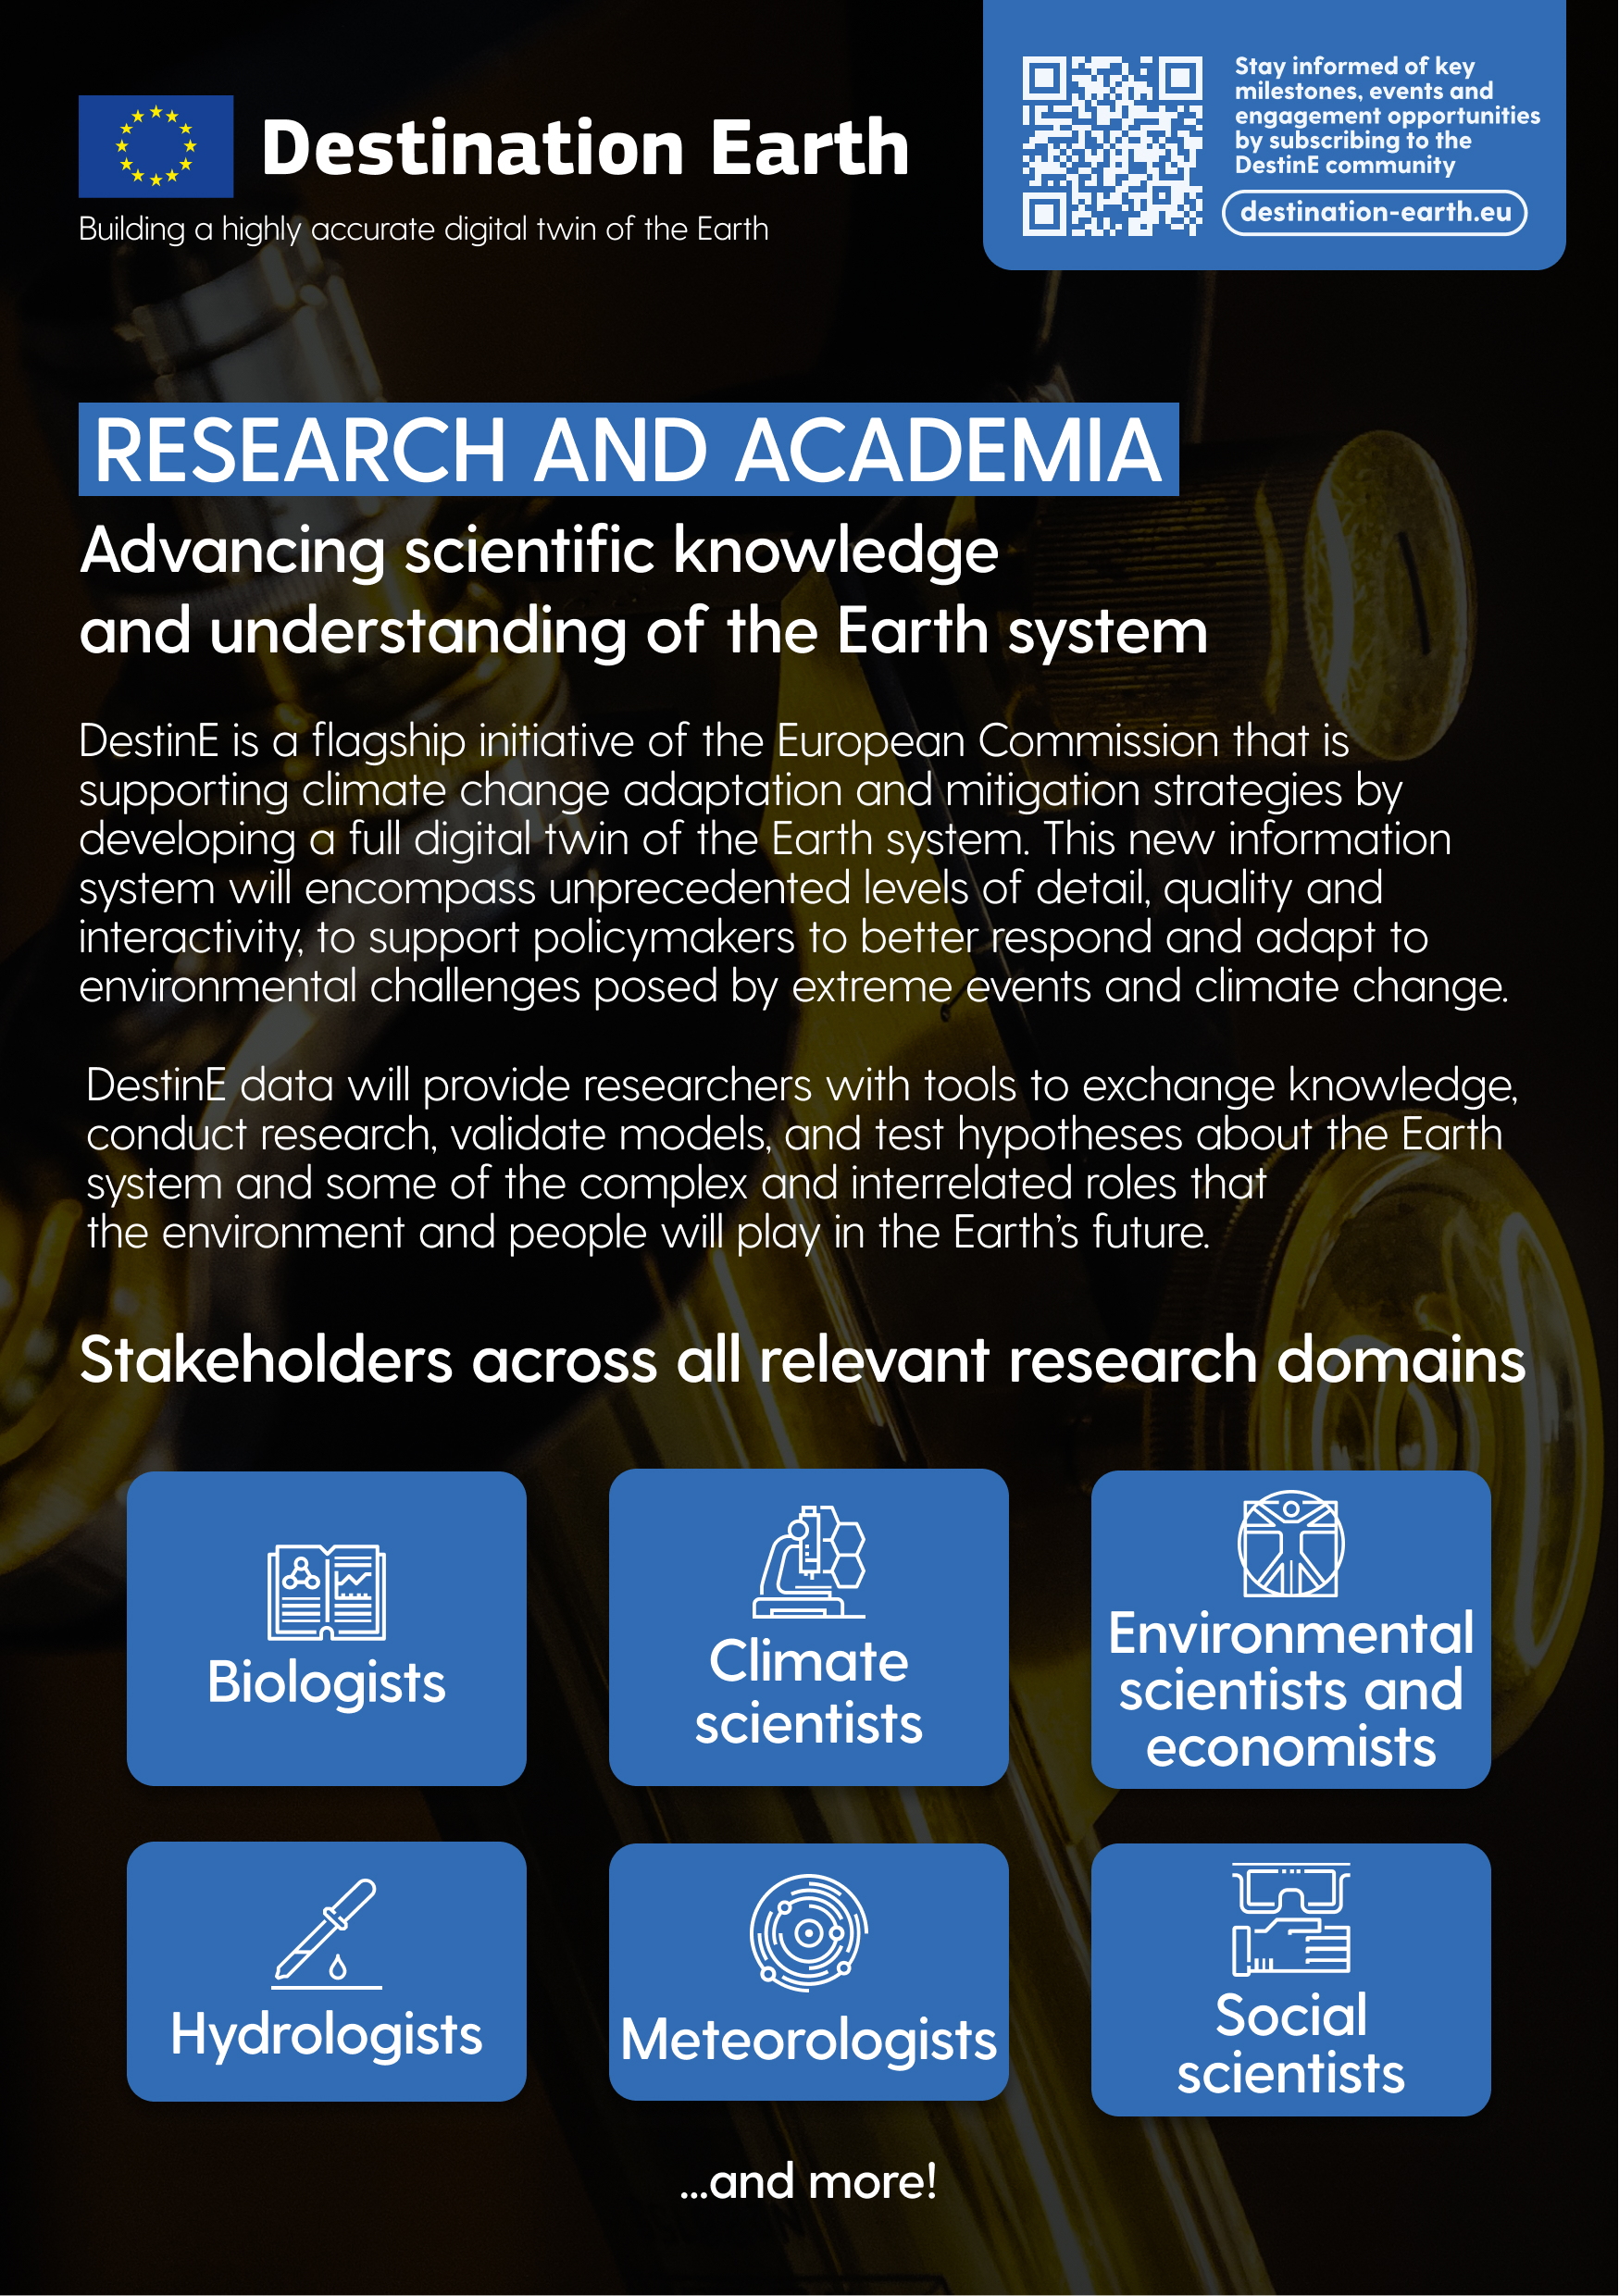 Destination Earth
Building a highly accurate digital twin of the Earth
Stay informed of key
milestones, events and
engagement opportunities
by subscribing to the
DestinE community
destination-earth.eu
RESEARCH AND ACADEMIA
Advancing scientific knowledge
and understanding of the Earth system
DestinE is a flagship initiative of the European Commission that is
supporting climate change adaptation and mitigation strategies by
developing a full digital twin of the Earth system. This new information
system will encompass unprecedented levels of detail, quality and
interactivity, to support policymakers to better respond and adapt to
environmental challenges posed by extreme events and climate change.
DestinE data will provide researchers with tools to exchange knowledge,
conduct research, validate models, and test hypotheses about the Earth
system and some of the complex and interrelated roles that
the environment and people will play in the Earth’s future.
Stakeholders across all relevant research domains
Biologists
Climate
scientists
Environmental
scientists and
economists
Hydrologists
Meteorologists
Social
scientists
...and more!